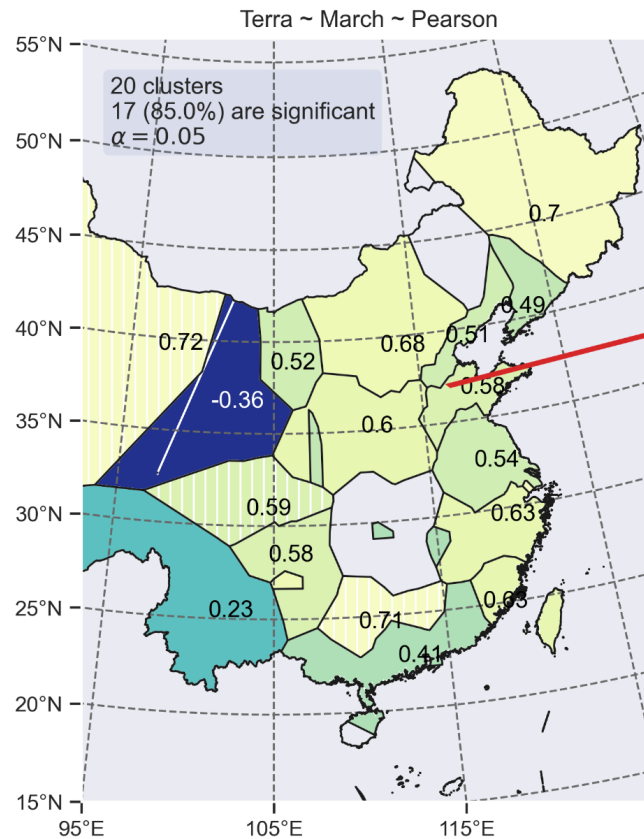 Terra ~ March ~ Pearson
55°N
20 clusters
17 (85.0%) are significant
α = 0.05
50°N
0.7
45°N
0.49
40°N
0.72
0.68
0.51
0.52
0.58
-0.36
35°N
0.6
0.54
0.59
30°N
0.63
0.58
25°N
0.23
0.63
0.71
0.41
20°N
15°N
95°E
105°E
115°E